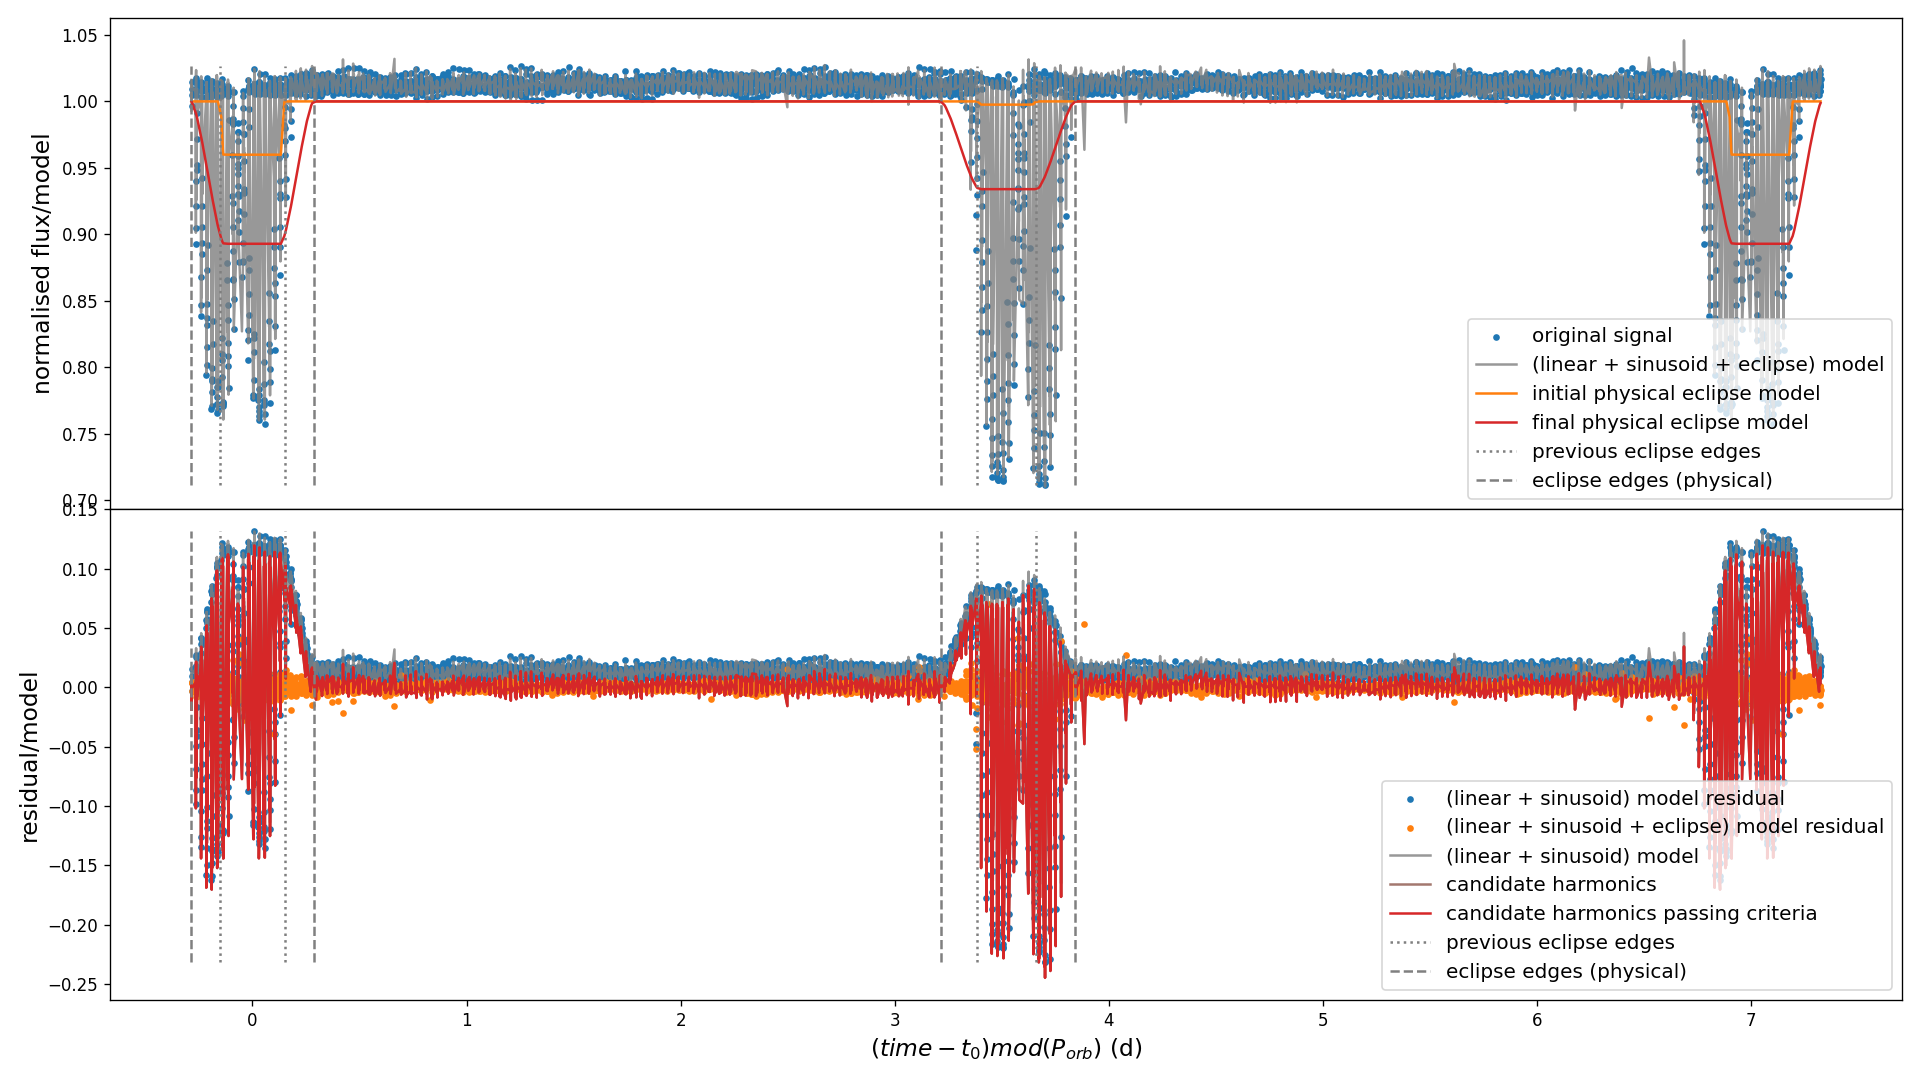 1.05
1.00
0.95
0.90
0.85
0.80
0.75
0.70
normalised flux/model
original signal
(linear + sinusoid + eclipse) model
initial physical eclipse model
final physical eclipse model
previous eclipse edges
eclipse edges (physical)
0.15
0.10
0.05
0.00
−0.05
−0.10
−0.15
−0.20
−0.25
residual/model
(linear + sinusoid) model residual
(linear + sinusoid + eclipse) model residual
(linear + sinusoid) model
candidate harmonics
candidate harmonics passing criteria
previous eclipse edges
eclipse edges (physical)
0 1 2 3 4 5 6 7
(time − t₀)mod(P_orb) (d)